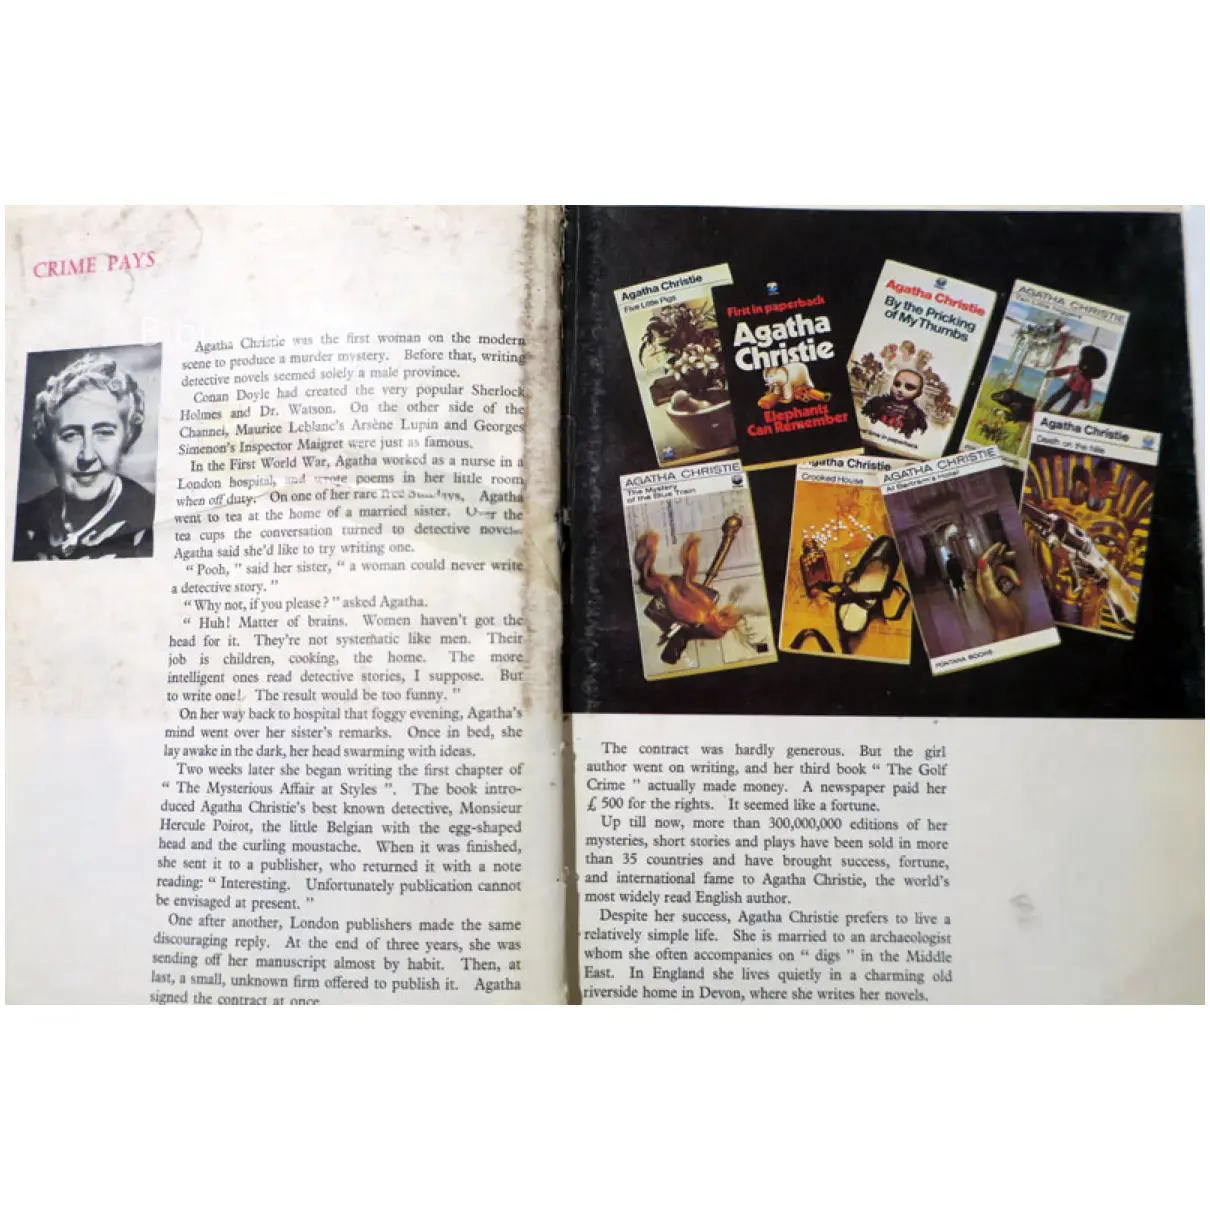 CRIME PAYS
Agatha Christie was the first woman on the modern
scene to produce a murder mystery. Before that, writing
detective novels seemed solely a male province.
Conan Doyle had created the very popular Sherlock
Holmes and Dr. Watson. On the other side of the
Channel, Maurice Leblanc's Arsène Lupin and Georges
Simenon's Inspector Maigret were just as famous.
In the First World War, Agatha worked as a nurse in a
London hospital, and wrote poems in her little room
when off duty. On one of her rare free Sundays, Agatha
went to tea at the home of a married sister. Over the
tea cups the conversation turned to detective novels.
Agatha said she'd like to try writing one.
" Pooh, " said her sister, " a woman could never write
a detective story. "
" Why not, if you please? " asked Agatha.
" Huh! Matter of brains. Women haven't got the
head for it. They're not systematic like men. Their
job is children, cooking, the home. The more
intelligent ones read detective stories, I suppose. But
to write one! The result would be too funny. "
On her way back to hospital that foggy evening, Agatha's
mind went over her sister's remarks. Once in bed, she
lay awake in the dark, her head swarming with ideas.
Two weeks later she began writing the first chapter of
" The Mysterious Affair at Styles ". The book intro-
duced Agatha Christie's best known detective, Monsieur
Hercule Poirot, the little Belgian with the egg-shaped
head and the curling moustache. When it was finished,
she sent it to a publisher, who returned it with a note
reading: " Interesting. Unfortunately publication cannot
be envisaged at present. "
One after another, London publishers made the same
discouraging reply. At the end of three years, she was
sending off her manuscript almost by habit. Then, at
last, a small, unknown firm offered to publish it. Agatha
signed the contract at once
Agatha Christie
Five Little Pigs
First in paperback
Agatha
Christie
Elephants
Can Remember
Agatha Christie
By the Pricking
of My Thumbs
first time in paperback
AGATHA CHRISTIE
Ten Little
AGATHA CHRISTIE
The Mystery
of the Blue Train
Agatha Christie
Crooked House
AGATHA CHRISTIE
At Bertram's Hotel
FONTANA BOOKS
Agatha Christie
Death on the Nile
The contract was hardly generous. But the girl
author went on writing, and her third book " The Golf
Crime " actually made money. A newspaper paid her
£ 500 for the rights. It seemed like a fortune.
Up till now, more than 300,000,000 editions of her
mysteries, short stories and plays have been sold in more
than 35 countries and have brought success, fortune,
and international fame to Agatha Christie, the world's
most widely read English author.
Despite her success, Agatha Christie prefers to live a
relatively simple life. She is married to an archaeologist
whom she often accompanies on " digs " in the Middle
East. In England she lives quietly in a charming old
riverside home in Devon, where she writes her novels.